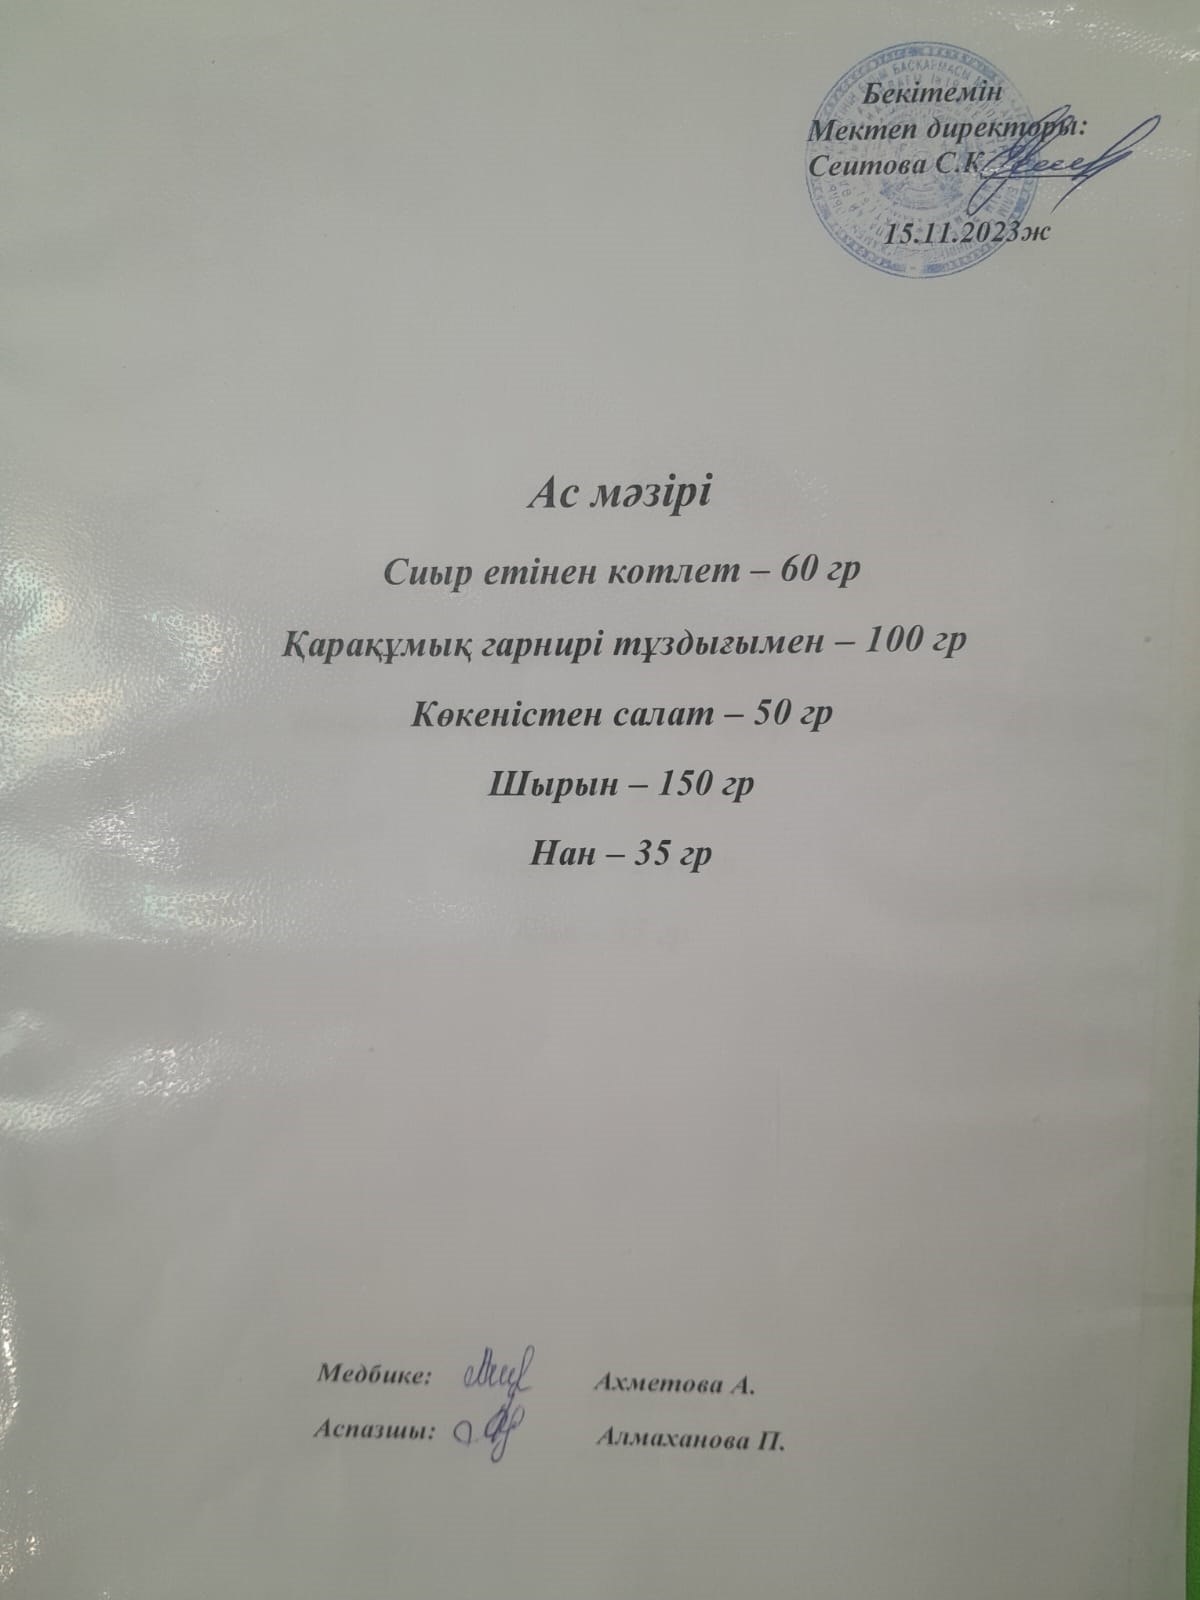 Бекітемін
Мектеп директоры:
Сеитова С.К
15.11.2023ж
Ас мәзірі
Сиыр етінен котлет – 60 гр
Қарақұмық гарнирі тұздығымен – 100 гр
Көкеністен салат – 50 гр
Шырын – 150 гр
Нан – 35 гр
Медбике: Ахметова А.
Аспазшы: Алмаханова П.